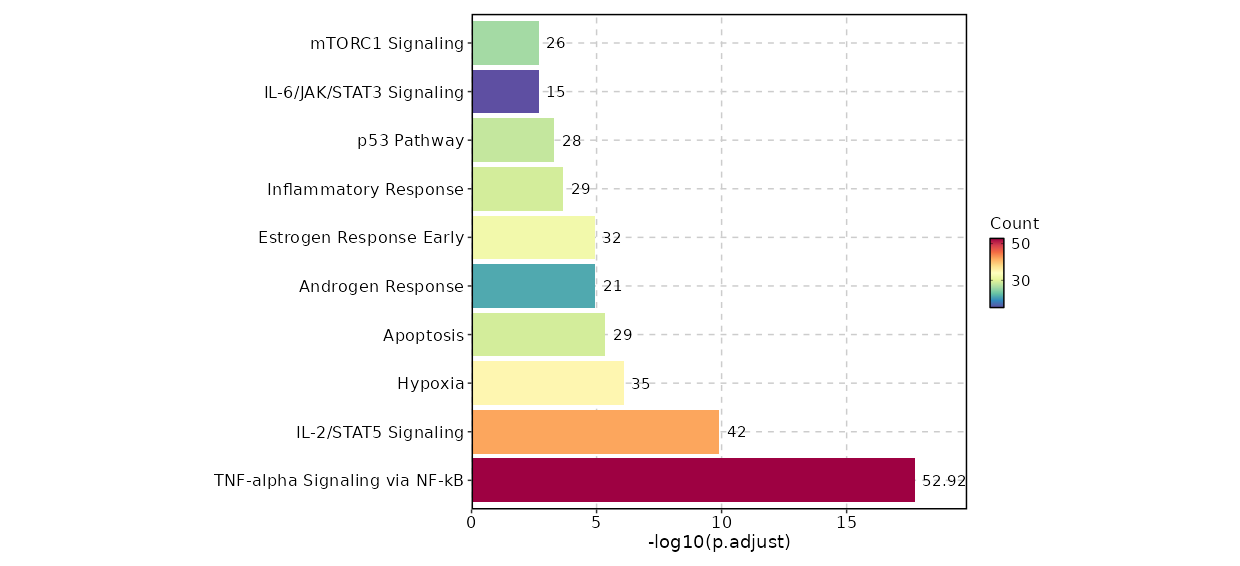 mTORC1 Signaling 26
IL-6/JAK/STAT3 Signaling 15
p53 Pathway 28
Inflammatory Response 29
Estrogen Response Early 32
Androgen Response 21
Apoptosis 29
Hypoxia 35
IL-2/STAT5 Signaling 42
TNF-alpha Signaling via NF-kB 52.92
0 5 10 15
-log10(p.adjust)
Count
50
30